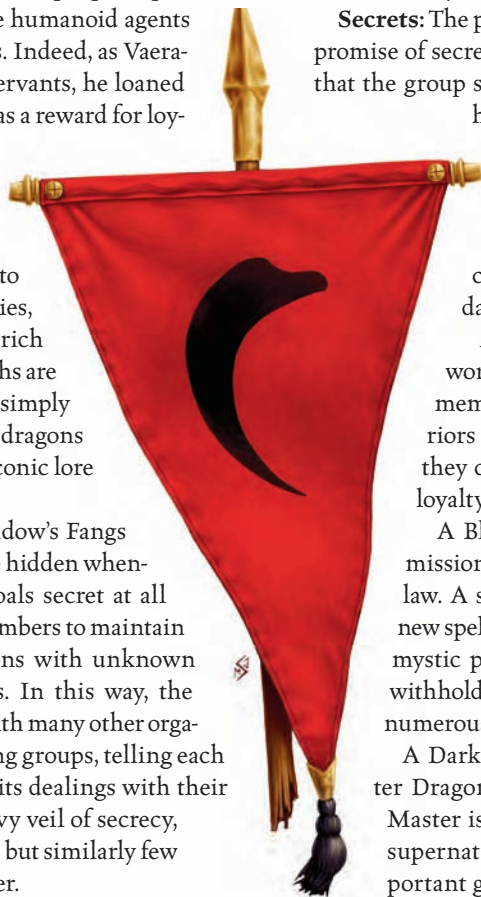 e humanoid agents
s. Indeed, as Vaera-
ervants, he loaned
as a reward for loy-
to
ies,
rich
hs are
simply
dragons
conic lore
dow's Fangs
hidden when-
oals secret at all
mbers to maintain
ons with unknown
s. In this way, the
ith many other orga-
ng groups, telling each
its dealings with their
vy veil of secrecy,
but similarly few
er.
Secrets: The p
promise of secre
that the group s
h
c
da
wor
mem
riors
they c
loyalty
A Bl
mission
law. A s
new spel
mystic p
withhold
numerou
A Dark
ter Dragon
Master is
supernat
portant g